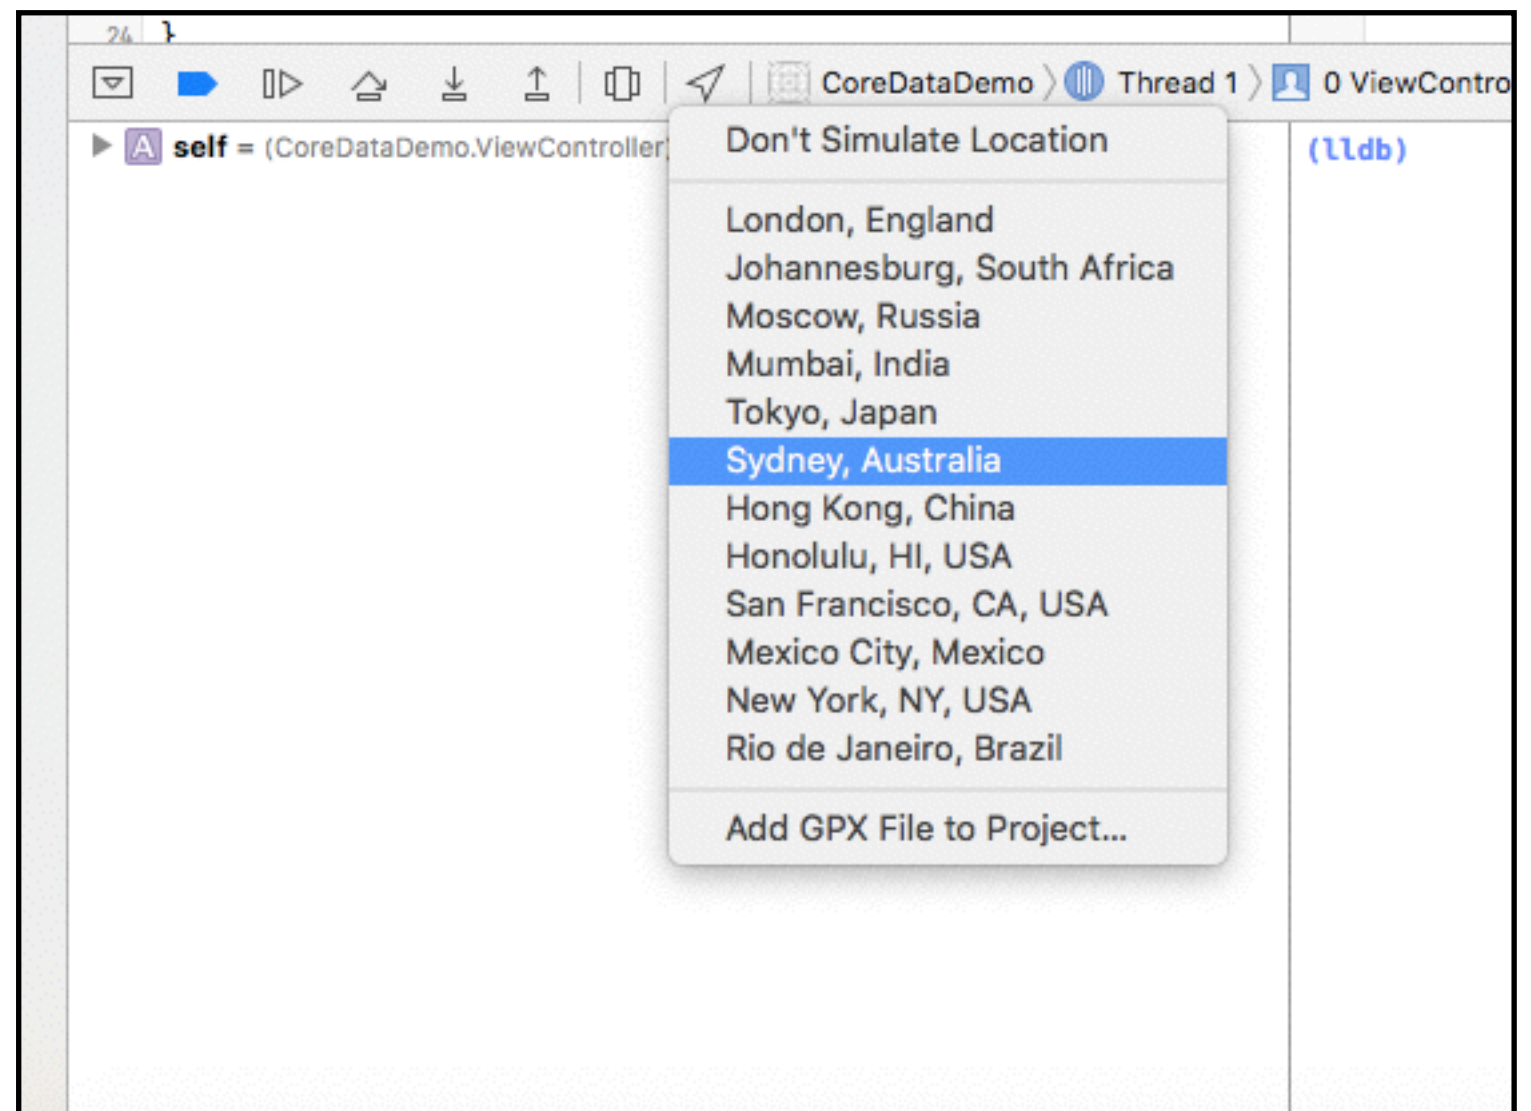 24 }
CoreDataDemo Thread 1 0 ViewContro
A self = (CoreDataDemo.ViewController)
(lldb)
Don't Simulate Location
London, England
Johannesburg, South Africa
Moscow, Russia
Mumbai, India
Tokyo, Japan
Sydney, Australia
Hong Kong, China
Honolulu, HI, USA
San Francisco, CA, USA
Mexico City, Mexico
New York, NY, USA
Rio de Janeiro, Brazil
Add GPX File to Project...